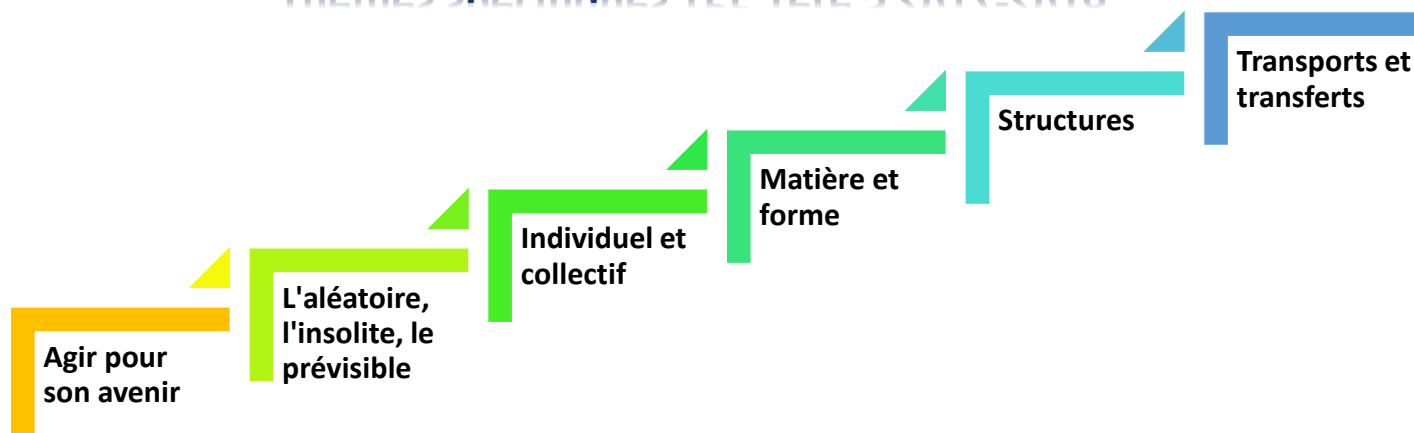 Agir pour
son avenir
L'aléatoire,
l'insolite, le
prévisible
Individuel et
collectif
Matière et
forme
Structures
Transports et
transferts